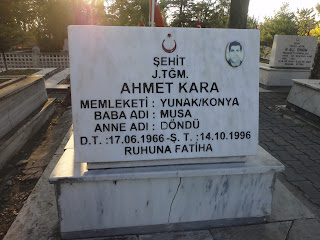 ŞEHİT
J.TĞM.
AHMET KARA
MEMLEKETİ : YUNAK/KONYA
BABA ADI : MUSA
ANNE ADI : DÖNDÜ
D.T. :17.06.1966 -Ş.T. :14.10.1996
RUHUNA FATİHA